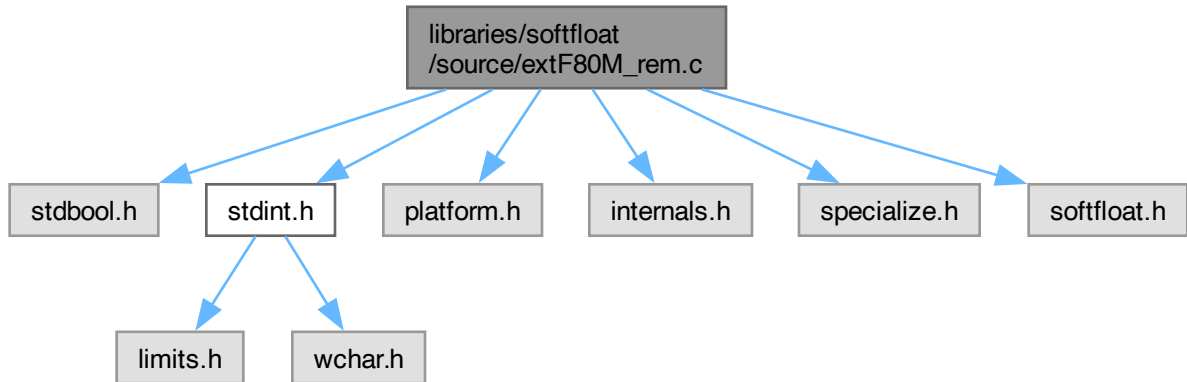 libraries/softfloat
/source/extF80M_rem.c
stdbool.h
stdint.h
platform.h
internals.h
specialize.h
softfloat.h
limits.h
wchar.h